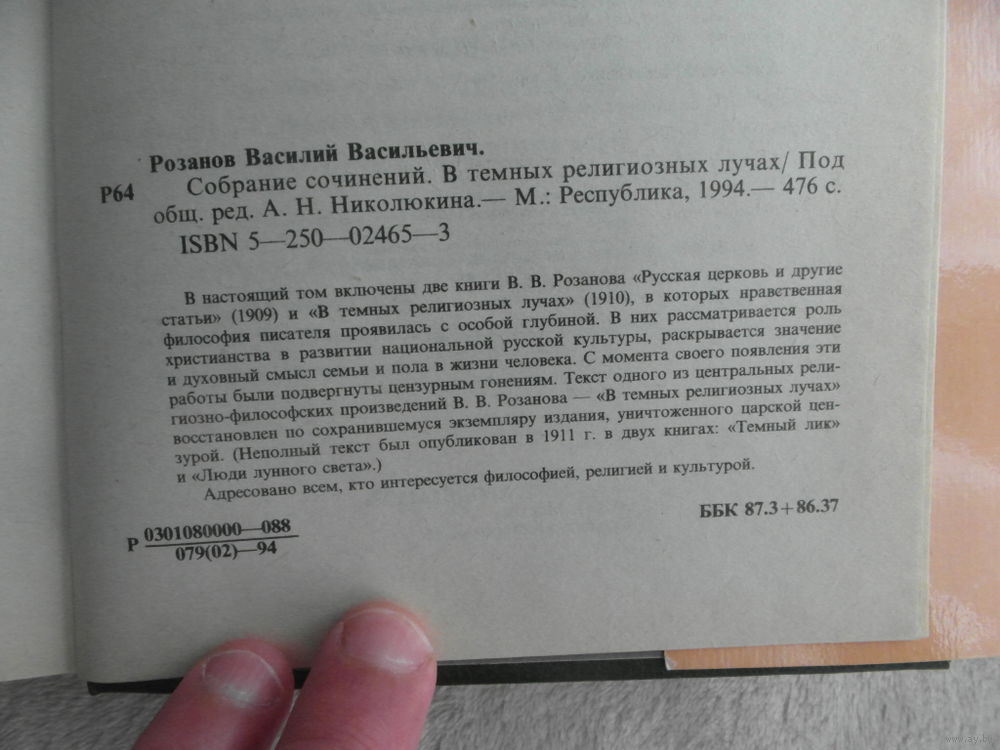 Розанов Василий Васильевич.
Р64
Собрание сочинений. В темных религиозных лучах/ Под
общ. ред. А. Н. Николюкина.— М.: Республика, 1994.— 476 с.
ISBN 5—250—02465—3
В настоящий том включены две книги В. В. Розанова «Русская церковь и другие
статьи» (1909) и «В темных религиозных лучах» (1910), в которых нравственная
философия писателя проявилась с особой глубиной. В них рассматривается роль
христианства в развитии национальной русской культуры, раскрывается значение
и духовный смысл семьи и пола в жизни человека. С момента своего появления эти
работы были подвергнуты цензурным гонениям. Текст одного из центральных рели-
гиозно-философских произведений В. В. Розанова — «В темных религиозных лучах»
восстановлен по сохранившемуся экземпляру издания, уничтоженного царской цен-
зурой. (Неполный текст был опубликован в 1911 г. в двух книгах: «Темный лик»
и «Люди лунного света».)
Адресовано всем, кто интересуется философией, религией и культурой.
Р 0301080000—088
079(02)—94
ББК 87.3+86.37
www.ay.by